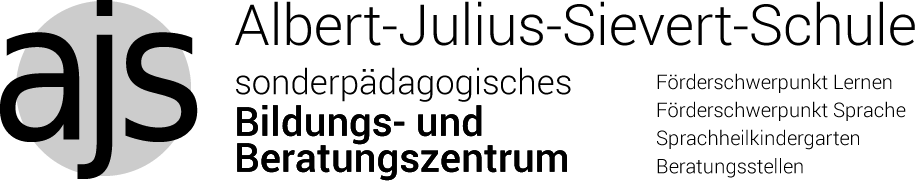 ajs
Albert-Julius-Sievert-Schule
sonderpädagogisches
Bildungs- und
Beratungszentrum
Förderschwerpunkt Lernen
Förderschwerpunkt Sprache
Sprachheilkindergarten
Beratungsstellen